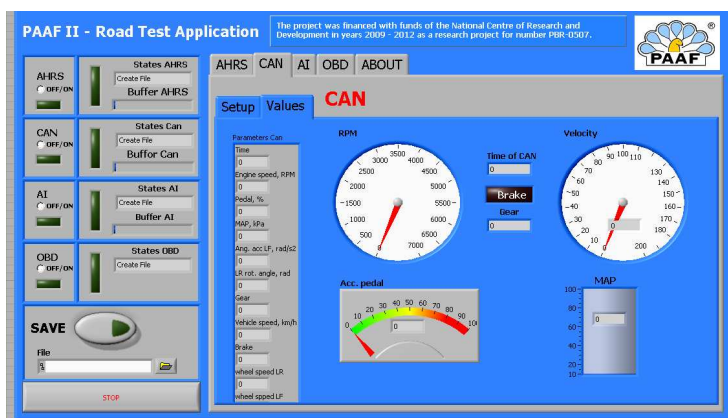 PAAF II - Road Test Application
The project was financed with funds of the National Centre of Research and
Development in years 2009 - 2012 as a research project for number PBR-0507.
PAAF
AHRS
OFF/ON
States AHRS
Create File
Buffer AHRS
CAN
OFF/ON
States Can
Create File
Buffor Can
AI
OFF/ON
States AI
Create File
Buffer AI
OBD
OFF/ON
States OBD
Create File
SAVE
File
STOP
AHRS CAN AI OBD ABOUT
Setup Values
CAN
Parameters Can
Time
0
Engine speed, RPM
0
Pedal, %
0
MAP, kPa
0
Ang. acc LF, rad/s2
0
LR rot. angle, rad
0
Gear
0
Vehicle speed, km/h
0
Brake
0
wheel speed LR
0
wheel spped LF
RPM
0 500 1000 1500 2000 2500 3000 3500 4000 4500 5000 5500 6000 6500 7000
Time of CAN
0
Brake
Gear
0
Velocity
0 10 20 30 40 50 60 70 80 90 100 110 130 140 160 180 200
0
Acc. pedal
0 10 20 30 40 50 60 70 80 90 100
0
MAP
100
80
60
40
20
10
0